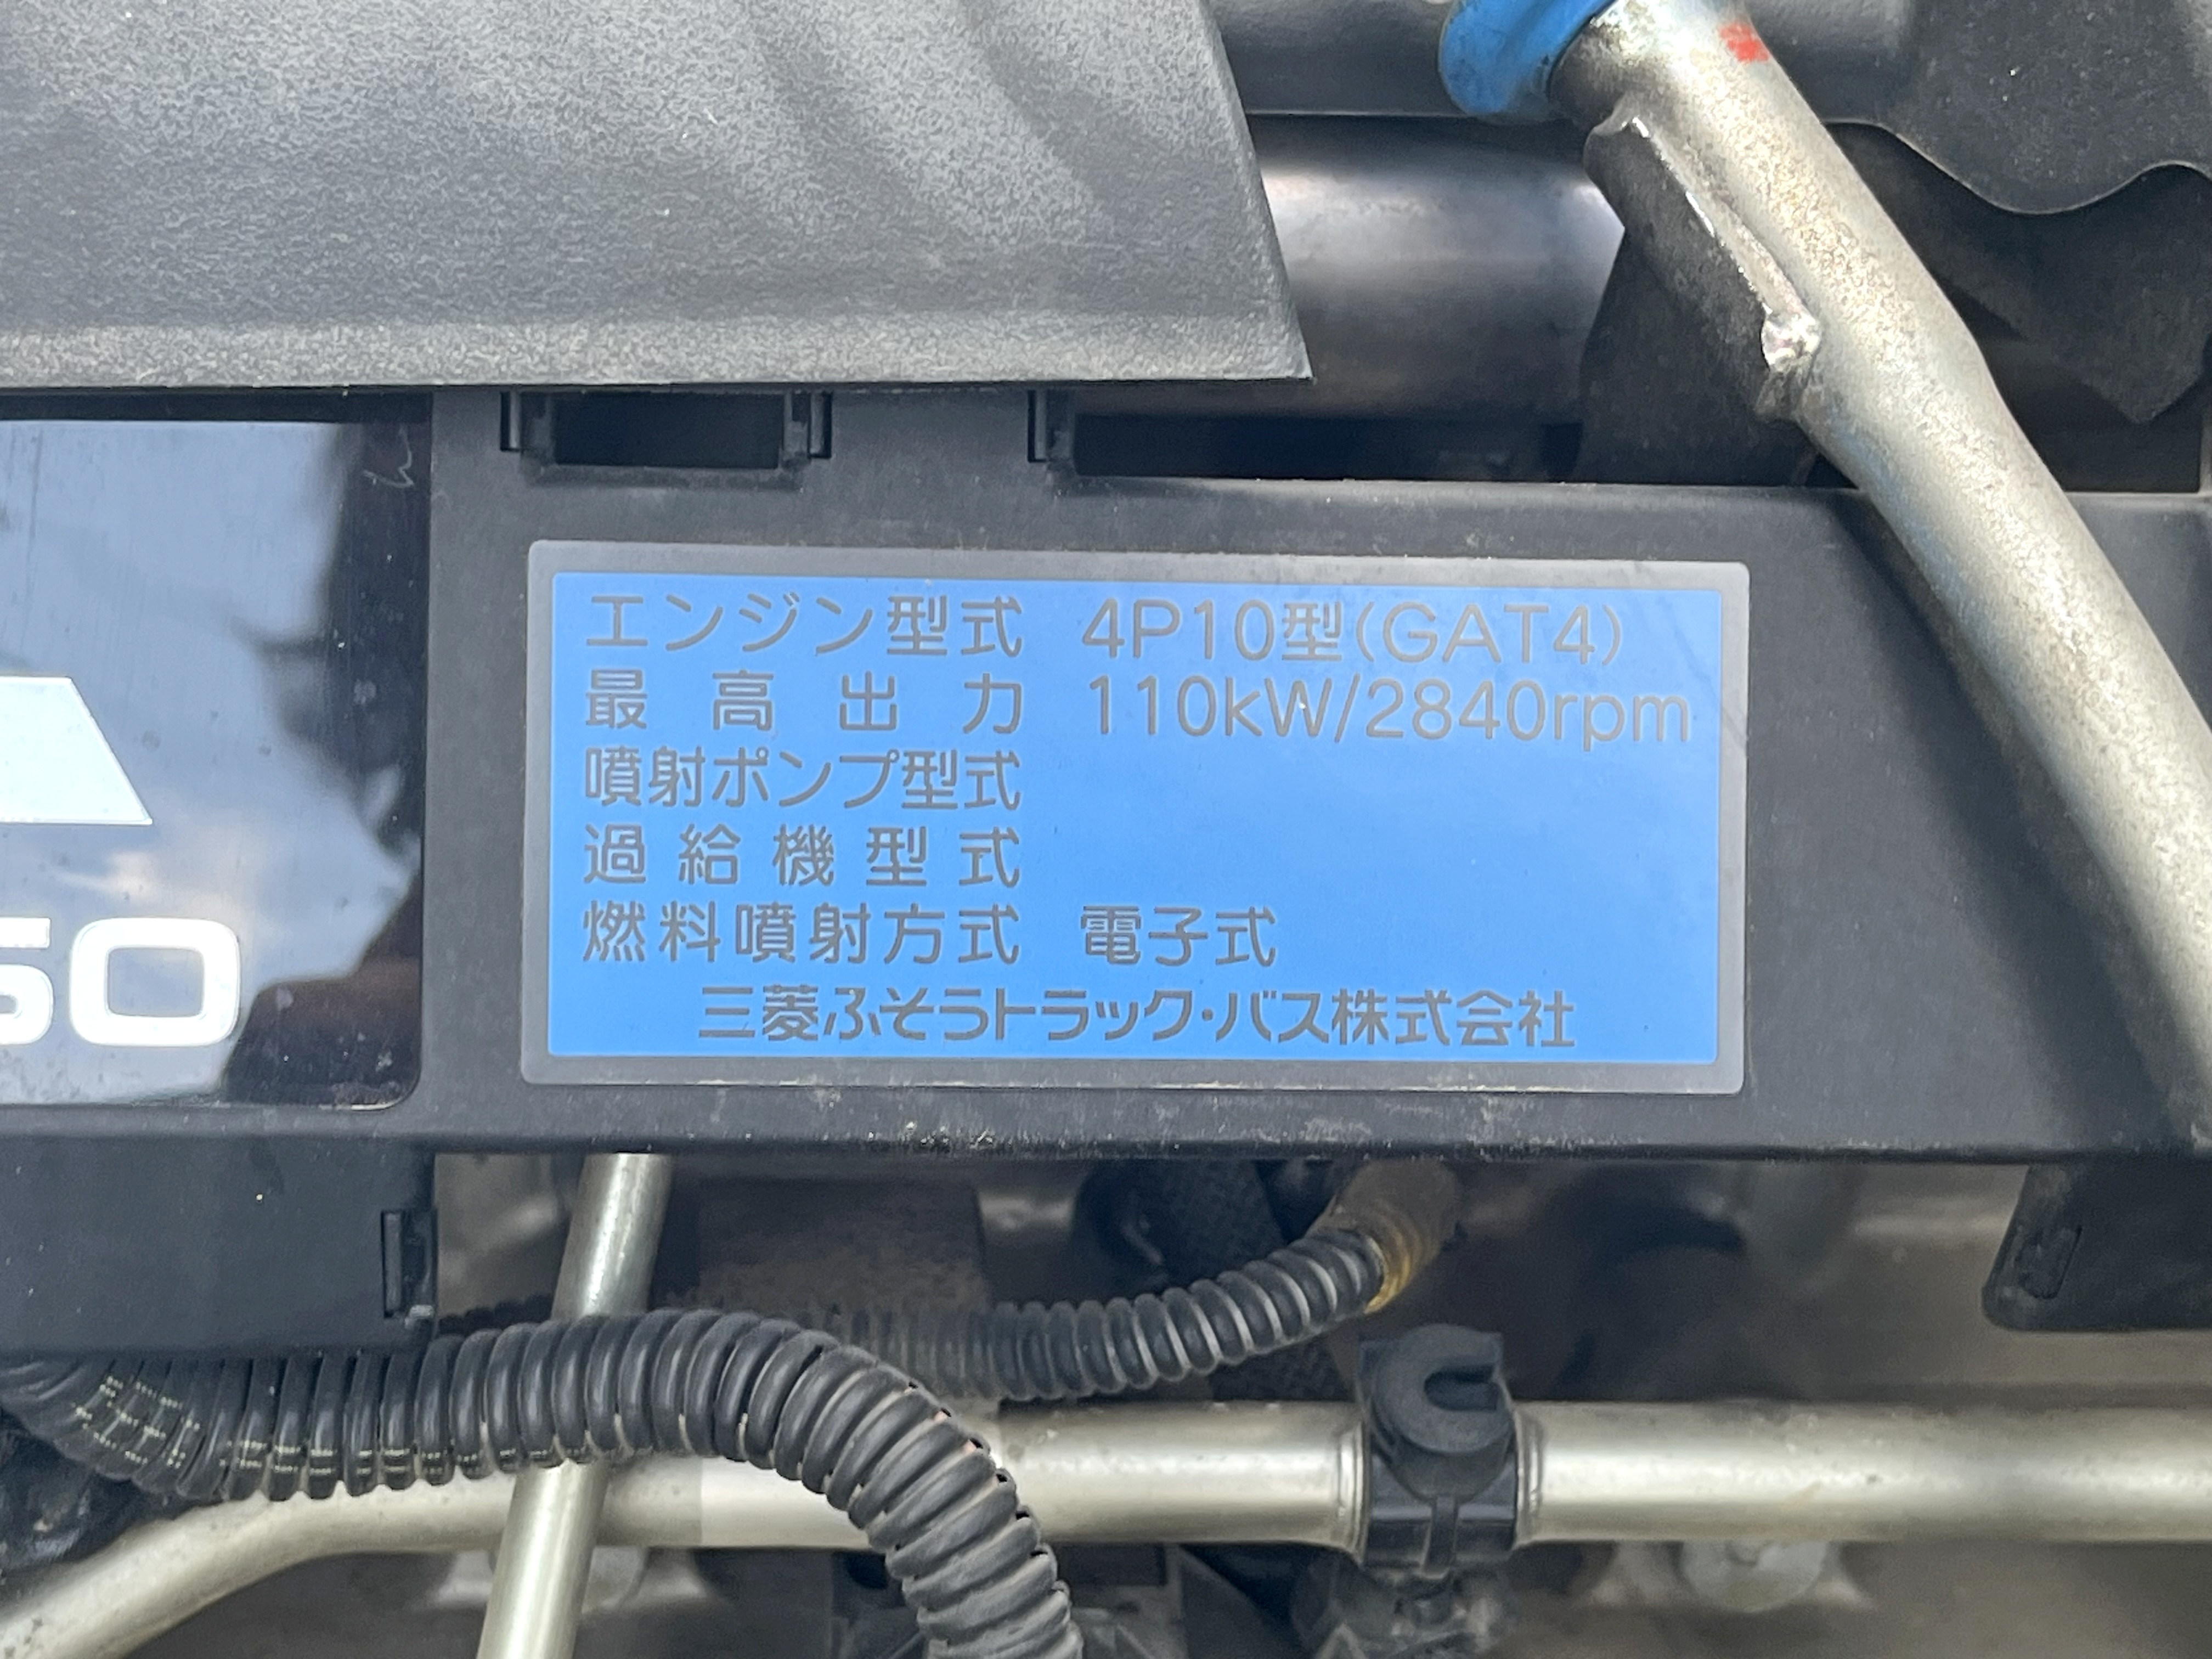 エンジン型式 4P10型(GAT4)
最高出力 110kW/2840rpm
噴射ポンプ型式
過給機型式
燃料噴射方式 電子式
三菱ふそうトラック・バス株式会社
50